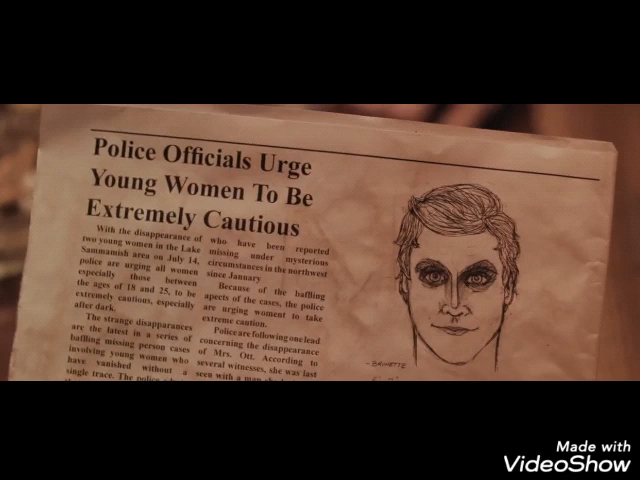 Police Officials Urge
Young Women To Be
Extremely Cautious
With the disappearance of
two young women in the Lake
Sammamish area on July 14,
police are urging all women
especially those between
the ages of 18 and 25, to be
extremely cautious, especially
after dark.
The strange disapparances
are the latest in a series of
baffling missing person cases
involving young women who
have vanished without a
single trace. The police
who have been reported
missing under mysterious
circumstances in the northwest
since January
Because of the baffling
apects of the cases, the police
are urging women to take
extreme caution.
Police are following one lead
concerning the disappearance
of Mrs. Ott. According to
several witnesses, she was last
seen with a man
- BRUNETTE
Made with
VideoShow